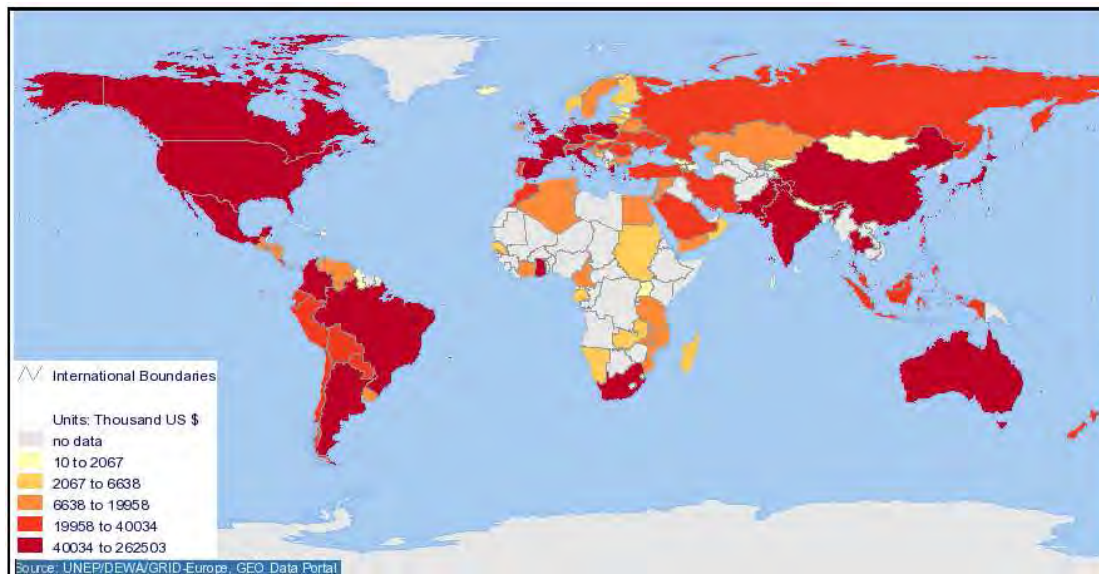 International Boundaries
Units: Thousand US $
no data
10 to 2067
2067 to 6638
6638 to 19958
19958 to 40034
40034 to 262503
Source: UNEP/DEWA/GRID-Europe, GEO Data Portal